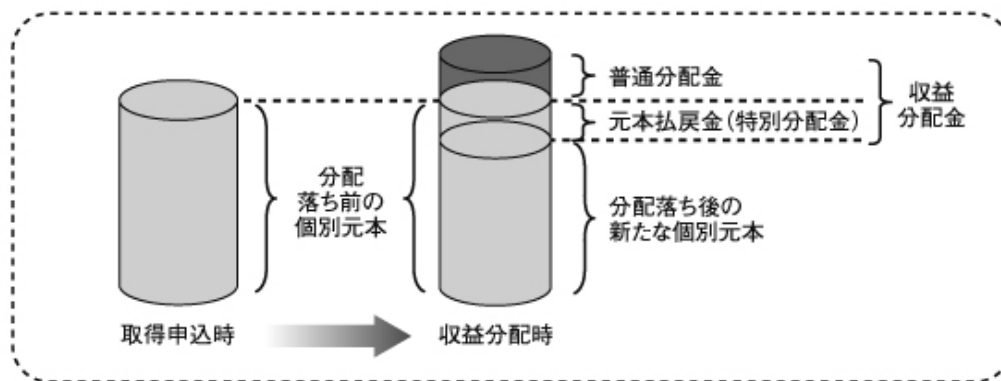 普通分配金
収益
分配金
元本払戻金(特別分配金)
分配
落ち前の
個別元本
分配落ち後の
新たな個別元本
取得申込時
収益分配時